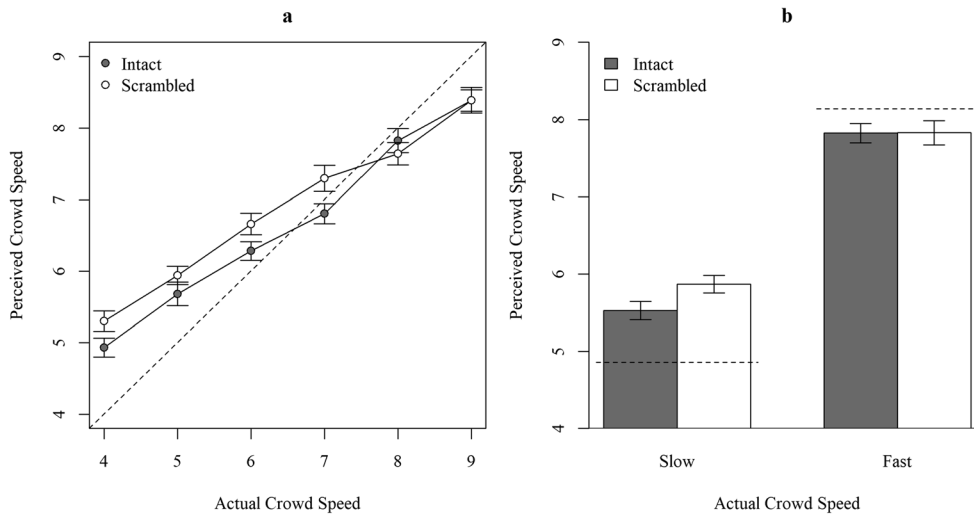 a
Intact
Scrambled
9
8
7
6
5
4
Perceived Crowd Speed
4 5 6 7 8 9
Actual Crowd Speed
b
Intact
Scrambled
9
8
7
6
5
4
Perceived Crowd Speed
Slow Fast
Actual Crowd Speed